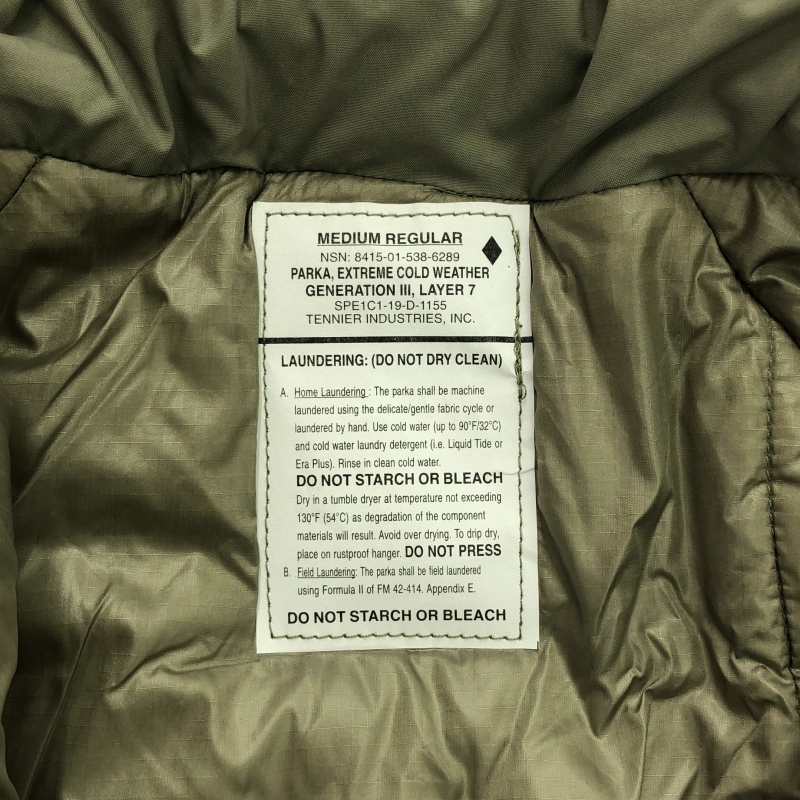 MEDIUM REGULAR
NSN: 8415-01-538-6289
PARKA, EXTREME COLD WEATHER
GENERATION III, LAYER 7
SPE1C1-19-D-1155
TENNIER INDUSTRIES, INC.
LAUNDERING: (DO NOT DRY CLEAN)
A. Home Laundering : The parka shall be machine
laundered using the delicate/gentle fabric cycle or
laundered by hand. Use cold water (up to 90°F/32°C)
and cold water laundry detergent (i.e. Liquid Tide or
Era Plus). Rinse in clean cold water.
DO NOT STARCH OR BLEACH
Dry in a tumble dryer at temperature not exceeding
130°F (54°C) as degradation of the component
materials will result. Avoid over drying. To drip dry,
place on rustproof hanger. DO NOT PRESS
B. Field Laundering: The parka shall be field laundered
using Formula II of FM 42-414. Appendix E.
DO NOT STARCH OR BLEACH